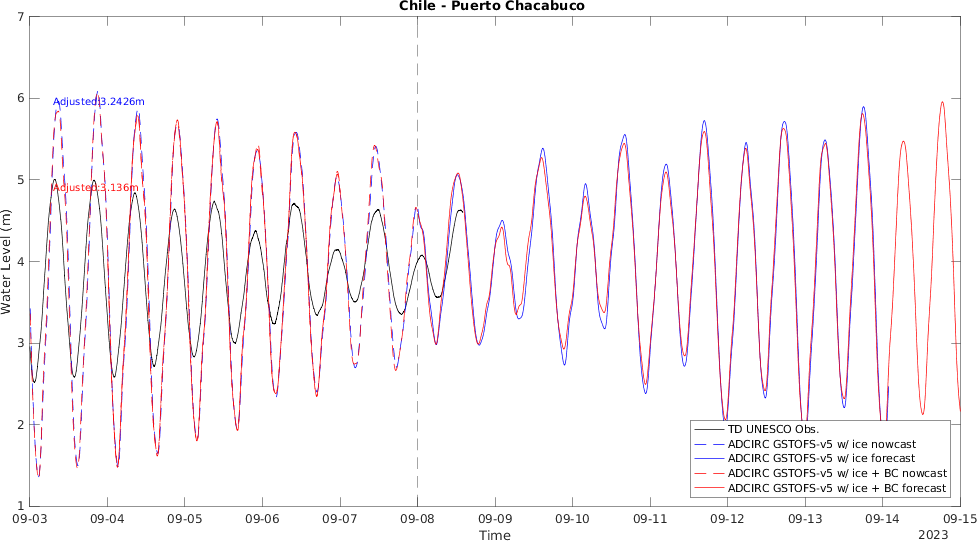 Chile - Puerto Chacabuco
7
6
5
4
3
2
1
Water Level (m)
Adjusted:3.2426m
Adjusted:3.136m
TD UNESCO Obs.
ADCIRC GSTOFS-v5 w/ ice nowcast
ADCIRC GSTOFS-v5 w/ ice forecast
ADCIRC GSTOFS-v5 w/ ice + BC nowcast
ADCIRC GSTOFS-v5 w/ ice + BC forecast
09-03 09-04 09-05 09-06 09-07 09-08 09-09 09-10 09-11 09-12 09-13 09-14 09-15
Time
2023